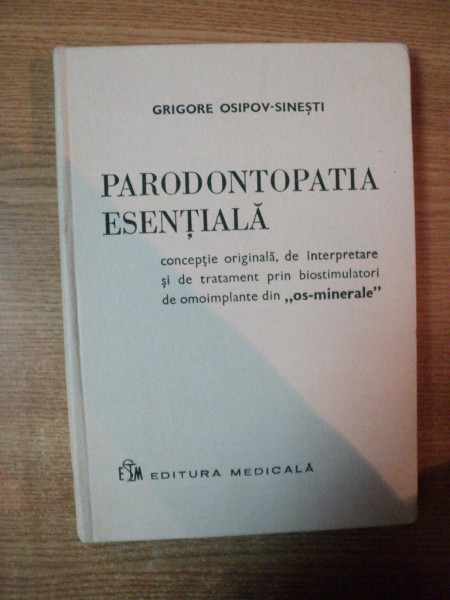 GRIGORE OSIPOV-SINEȘTI
PARODONTOPATIA
ESENȚIALĂ
concepție originală, de interpretare
și de tratament prin biostimulatori
de omoimplante din „os-minerale”
EM EDITURA MEDICALĂ